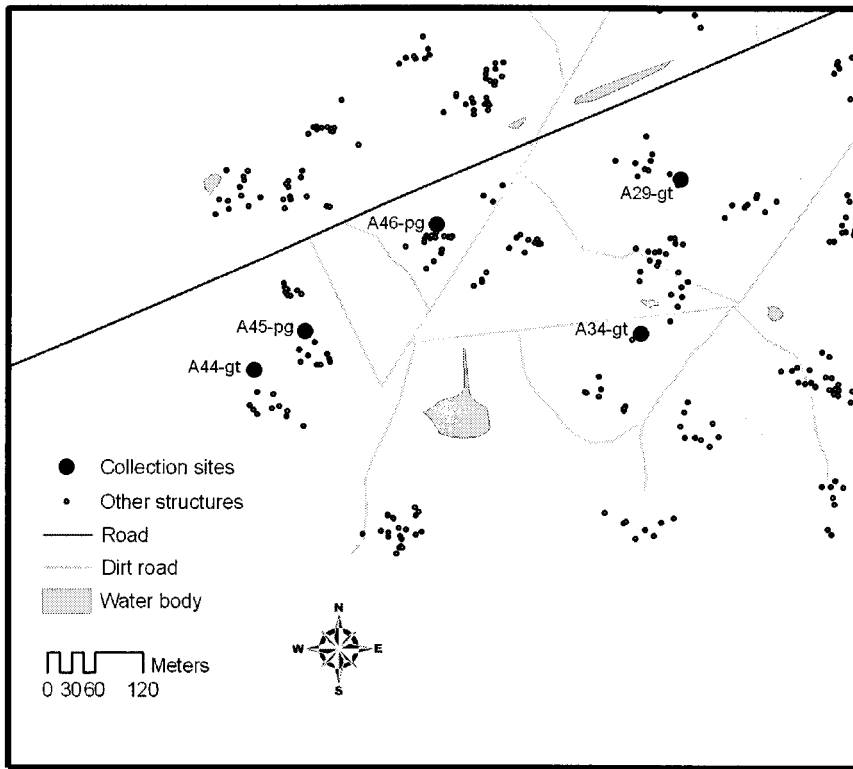 A29-gt
A46-pg
A45-pg
A34-gt
A44-gt
Collection sites
Other structures
Road
Dirt road
Water body
N
W E
S
Meters
0 30 60 120